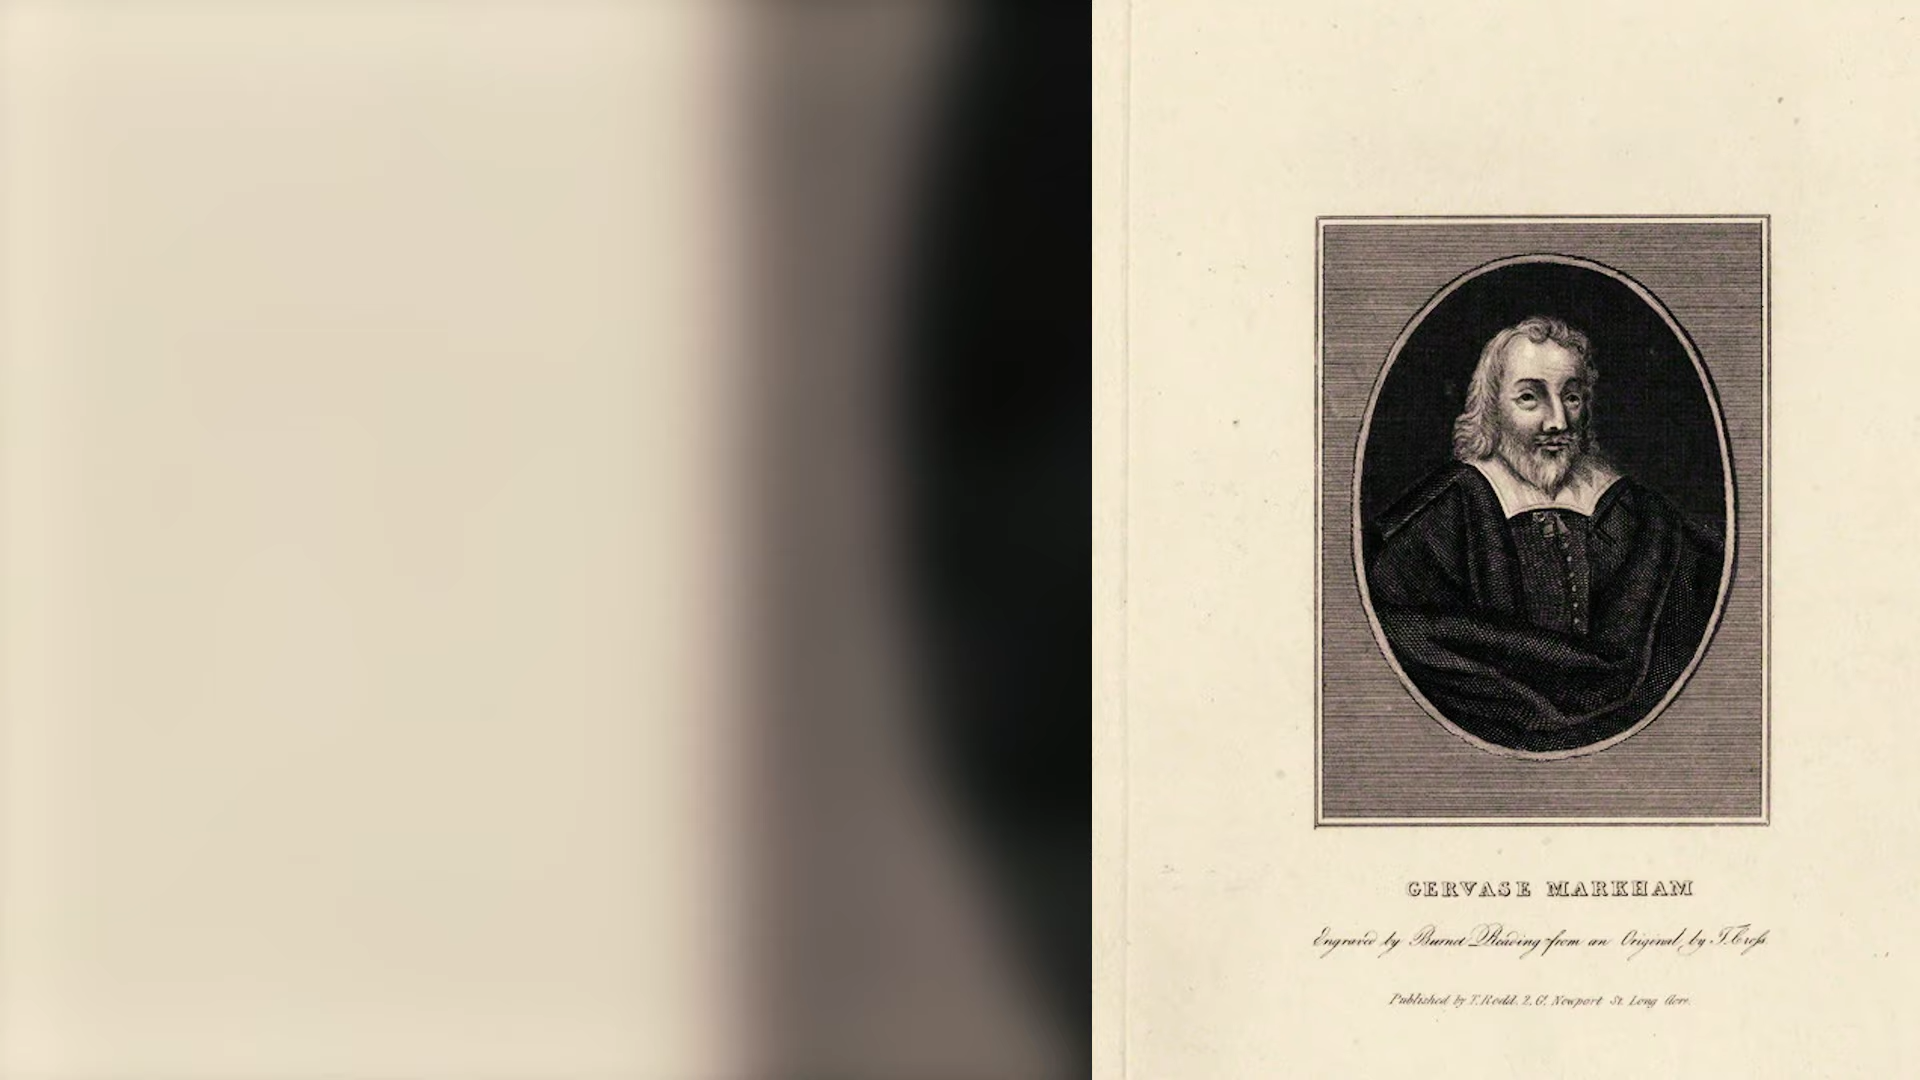 GERVASE MARKHAM
Engraved by Burnet Reading from an Original, by T. Cross.
Published by T. Rodd, 2, Gt. Newport St. Long Acre.